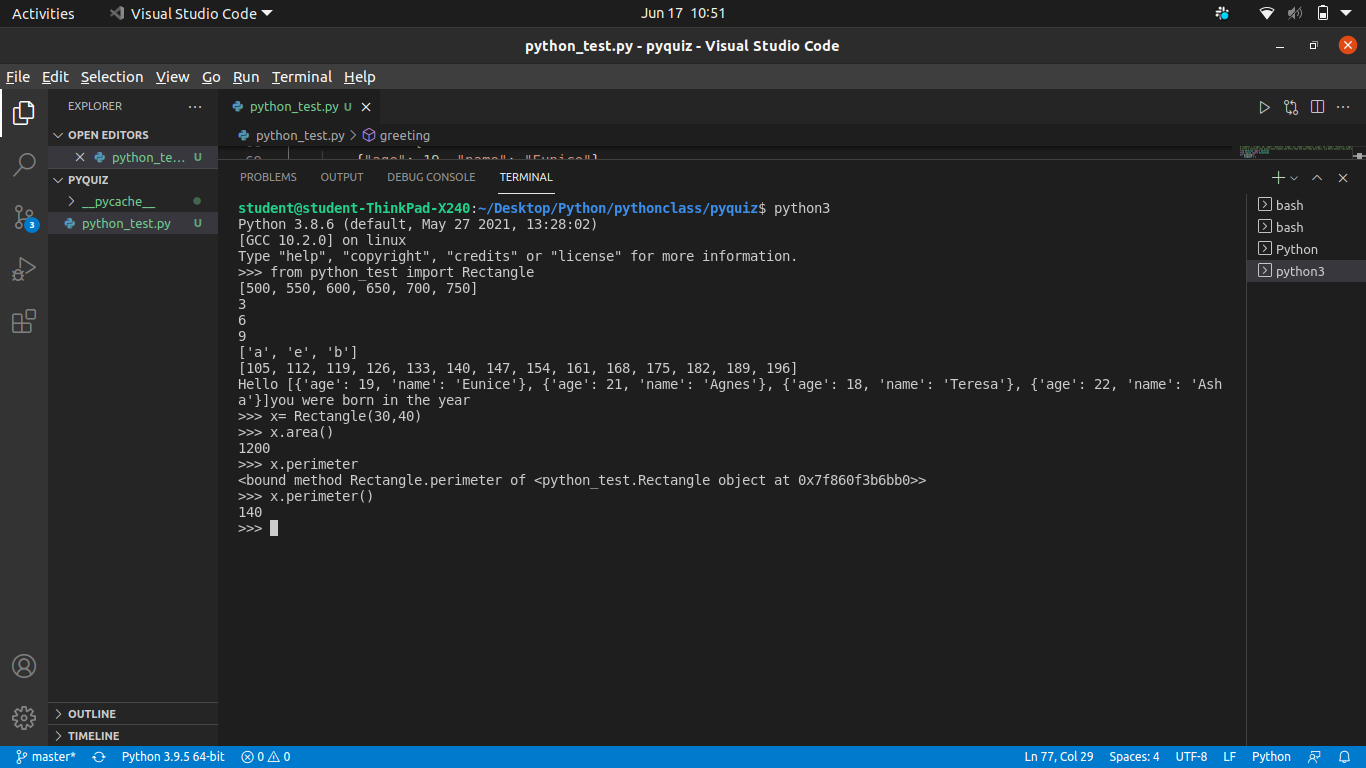 Activities
Visual Studio Code
Jun 17 10:51
python_test.py - pyquiz - Visual Studio Code
File Edit Selection View Go Run Terminal Help
EXPLORER
OPEN EDITORS
python_te... U
PYQUIZ
__pycache__
python_test.py U
3
OUTLINE
TIMELINE
python_test.py U
python_test.py > greeting
{"age": 19, "name": "Eunice"}
PROBLEMS OUTPUT DEBUG CONSOLE TERMINAL
student@student-ThinkPad-X240:~/Desktop/Python/pythonclass/pyquiz$ python3
Python 3.8.6 (default, May 27 2021, 13:28:02)
[GCC 10.2.0] on linux
Type "help", "copyright", "credits" or "license" for more information.
>>> from python_test import Rectangle
[500, 550, 600, 650, 700, 750]
3
6
9
['a', 'e', 'b']
[105, 112, 119, 126, 133, 140, 147, 154, 161, 168, 175, 182, 189, 196]
Hello [{'age': 19, 'name': 'Eunice'}, {'age': 21, 'name': 'Agnes'}, {'age': 18, 'name': 'Teresa'}, {'age': 22, 'name': 'Ash
a'}]you were born in the year
>>> x= Rectangle(30,40)
>>> x.area()
1200
>>> x.perimeter
<bound method Rectangle.perimeter of <python_test.Rectangle object at 0x7f860f3b6bb0>>
>>> x.perimeter()
140
>>>
bash
bash
Python
python3
master* Python 3.9.5 64-bit 0 0 Ln 77, Col 29 Spaces: 4 UTF-8 LF Python